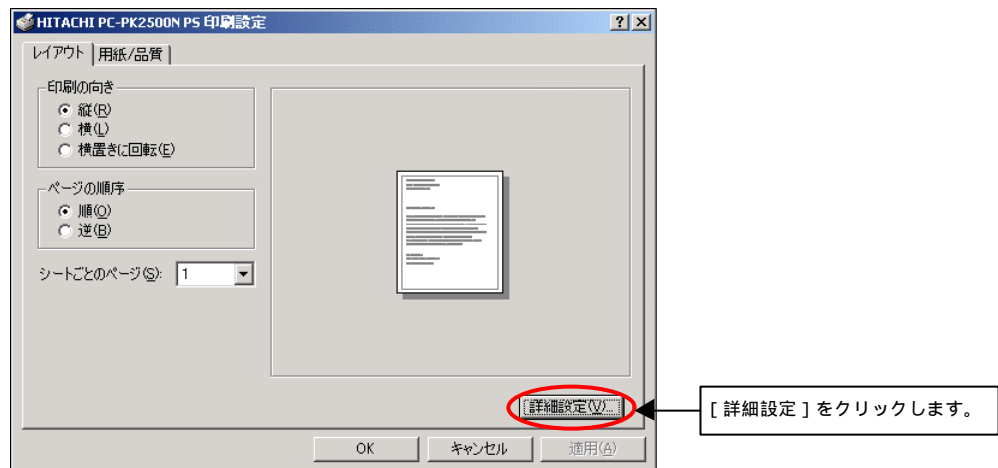 HITACHI PC-PK2500N PS 印刷設定
レイアウト 用紙/品質
印刷の向き
縦(R)
横(L)
横置きに回転(E)
ページの順序
順(O)
逆(B)
シートごとのページ(S): 1
詳細設定(V)...
[ 詳細設定 ] をクリックします。
OK キャンセル 適用(A)